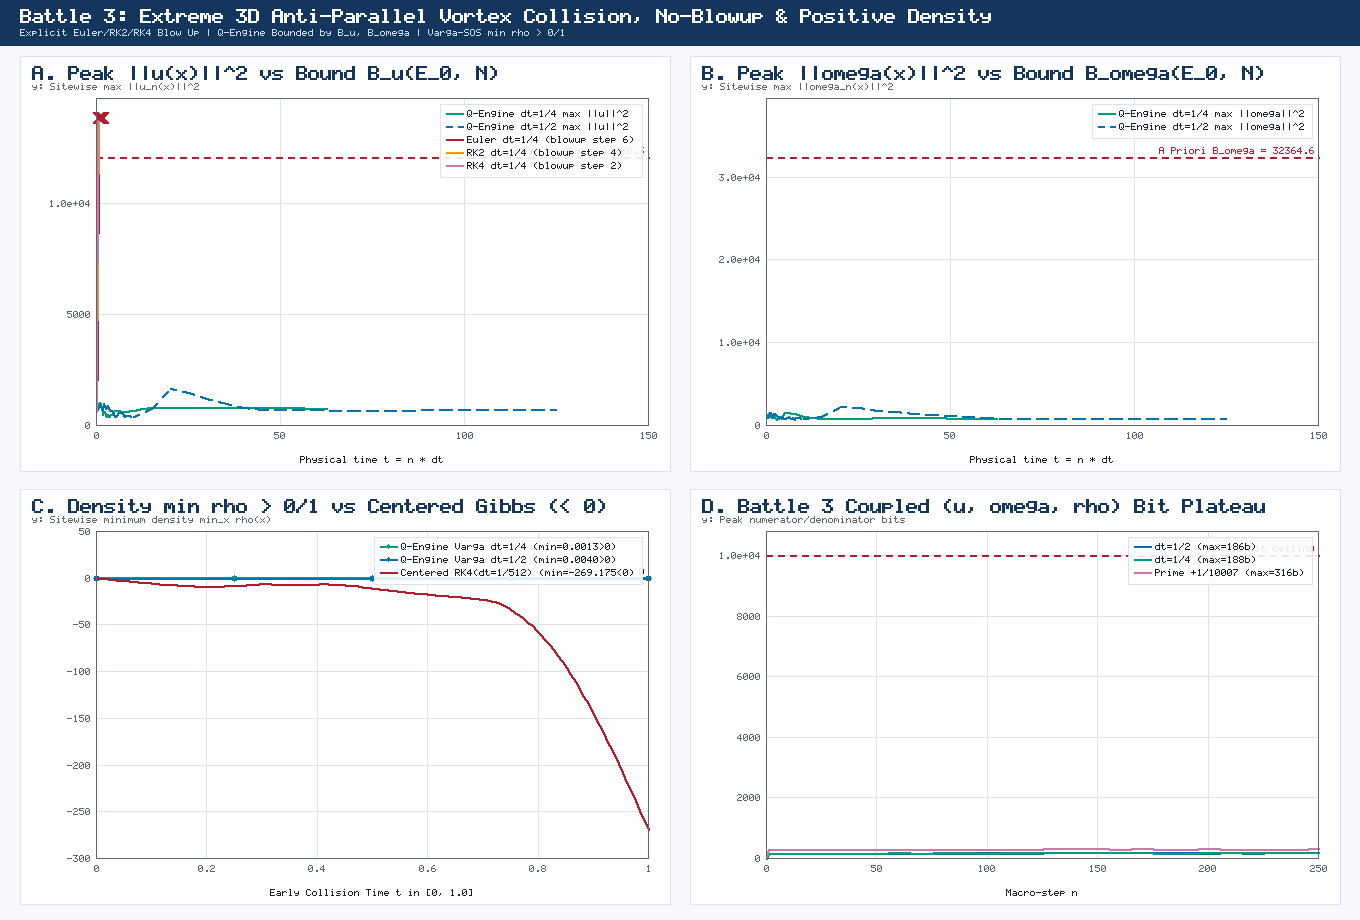 Battle 3: Extreme 3D Anti-Parallel Vortex Collision, No-Blowup & Positive Density
Explicit Euler/RK2/RK4 Blow Up | Q-Engine Bounded by B_u, B_omega | Varga-SOS min rho > 0/1
A. Peak ||u(x)||^2 vs Bound B_u(E_0, N)
y: Sitewise max ||u_n(x)||^2
Q-Engine dt=1/4 max ||u||^2
Q-Engine dt=1/2 max ||u||^2
Euler dt=1/4 (blowup step 6)
RK2 dt=1/4 (blowup step 4)
RK4 dt=1/4 (blowup step 2)
1.0e+04
5000
0
0
50
100
150
Physical time t = n * dt
B. Peak ||omega(x)||^2 vs Bound B_omega(E_0, N)
y: Sitewise max ||omega_n(x)||^2
Q-Engine dt=1/4 max ||omega||^2
Q-Engine dt=1/2 max ||omega||^2
A Priori B_omega = 32364.6
3.0e+04
2.0e+04
1.0e+04
0
0
50
100
150
Physical time t = n * dt
C. Density min rho > 0/1 vs Centered Gibbs (< 0)
y: Sitewise minimum density min_x rho(x)
Q-Engine Varga dt=1/4 (min=0.0013>0)
Q-Engine Varga dt=1/2 (min=0.0040>0)
Centered RK4(dt=1/512) (min=-269.175<0)
50
0
-50
-100
-150
-200
-250
-300
0
0.2
0.4
0.6
0.8
1
Early Collision Time t in [0, 1.0]
D. Battle 3 Coupled (u, omega, rho) Bit Plateau
y: Peak numerator/denominator bits
dt=1/2 (max=186b)
dt=1/4 (max=188b)
Prime +1/10007 (max=316b)
1.0e+04
8000
6000
4000
2000
0
0
50
100
150
200
250
Macro-step n